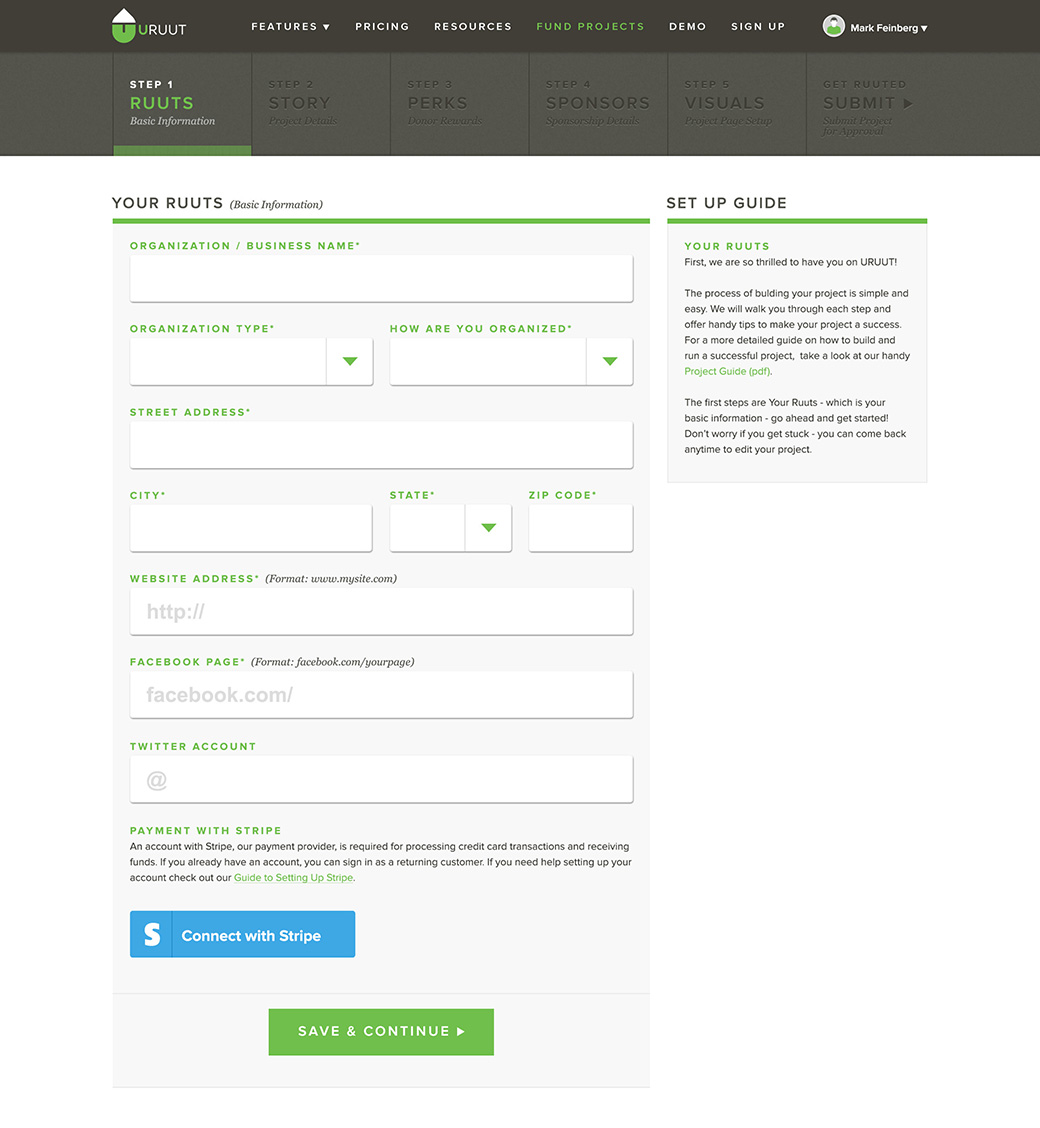 URUUT
FEATURES ▼ PRICING RESOURCES FUND PROJECTS DEMO SIGN UP Mark Feinberg ▼
STEP 1
RUUTS
Basic Information
STEP 2
STORY
Project Details
STEP 3
PERKS
Donor Rewards
STEP 4
SPONSORS
Sponsorship Details
STEP 5
VISUALS
Project Page Setup
GET RUUTED
SUBMIT ▶
Submit Project
for Approval
YOUR RUUTS (Basic Information)
ORGANIZATION / BUSINESS NAME*
ORGANIZATION TYPE* HOW ARE YOU ORGANIZED*
STREET ADDRESS*
CITY* STATE* ZIP CODE*
WEBSITE ADDRESS* (Format: www.mysite.com)
http://
FACEBOOK PAGE* (Format: facebook.com/yourpage)
facebook.com/
TWITTER ACCOUNT
@
PAYMENT WITH STRIPE
An account with Stripe, our payment provider, is required for processing credit card transactions and receiving
funds. If you already have an account, you can sign in as a returning customer. If you need help setting up your
account check out our Guide to Setting Up Stripe.
S Connect with Stripe
SAVE & CONTINUE ▶
SET UP GUIDE
YOUR RUUTS
First, we are so thrilled to have you on URUUT!
The process of bulding your project is simple and
easy. We will walk you through each step and
offer handy tips to make your project a success.
For a more detailed guide on how to build and
run a successful project, take a look at our handy
Project Guide (pdf).
The first steps are Your Ruuts - which is your
basic information - go ahead and get started!
Don't worry if you get stuck - you can come back
anytime to edit your project.